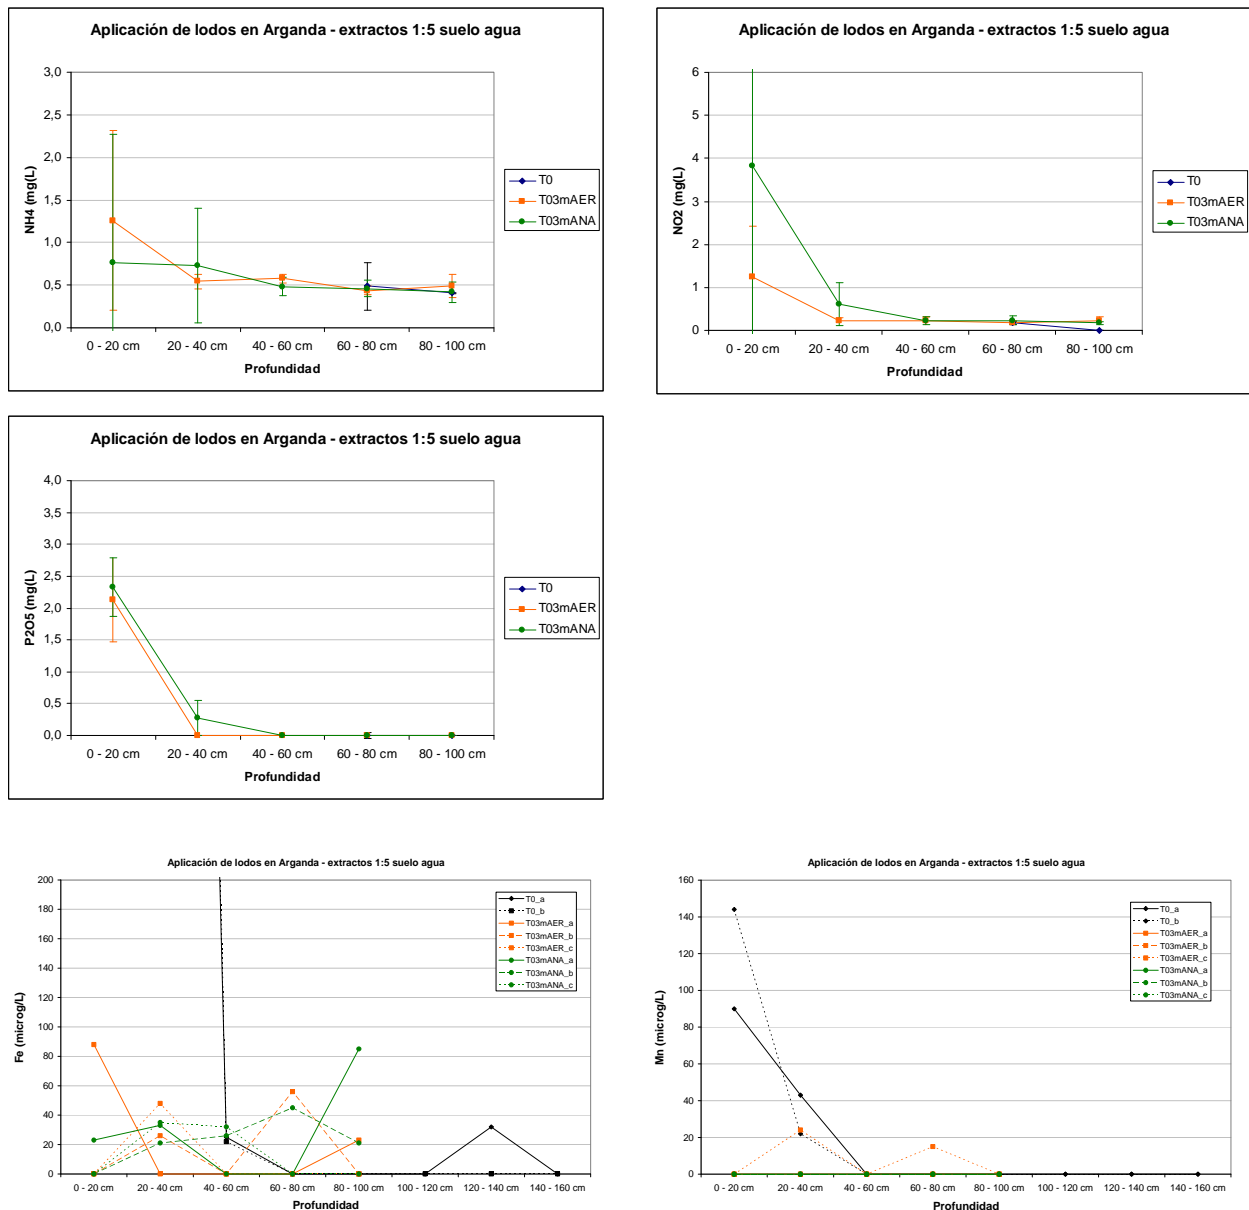 Aplicación de lodos en Arganda - extractos 1:5 suelo agua
3,0
2,5
2,0
1,5
1,0
0,5
0,0
NH4 (mg(L)
0 - 20 cm
20 - 40 cm
40 - 60 cm
60 - 80 cm
80 - 100 cm
Profundidad
T0
T03mAER
T03mANA
Aplicación de lodos en Arganda - extractos 1:5 suelo agua
6
5
4
3
2
1
0
NO2 (mg(L)
0 - 20 cm
20 - 40 cm
40 - 60 cm
60 - 80 cm
80 - 100 cm
Profundidad
T0
T03mAER
T03mANA
Aplicación de lodos en Arganda - extractos 1:5 suelo agua
4,0
3,5
3,0
2,5
2,0
1,5
1,0
0,5
0,0
P2O5 (mg(L)
0 - 20 cm
20 - 40 cm
40 - 60 cm
60 - 80 cm
80 - 100 cm
Profundidad
T0
T03mAER
T03mANA
Aplicación de lodos en Arganda - extractos 1:5 suelo agua
200
180
160
140
120
100
80
60
40
20
0
Fe (microg/L)
0 - 20 cm
20 - 40 cm
40 - 60 cm
60 - 80 cm
80 - 100 cm
100 - 120 cm
120 - 140 cm
140 - 160 cm
Profundidad
T0_a
T0_b
T03mAER_a
T03mAER_b
T03mAER_c
T03mANA_a
T03mANA_b
T03mANA_c
Aplicación de lodos en Arganda - extractos 1:5 suelo agua
160
140
120
100
80
60
40
20
0
Mn (microg/L)
0 - 20 cm
20 - 40 cm
40 - 60 cm
60 - 80 cm
80 - 100 cm
100 - 120 cm
120 - 140 cm
140 - 160 cm
Profundidad
T0_a
T0_b
T03mAER_a
T03mAER_b
T03mAER_c
T03mANA_a
T03mANA_b
T03mANA_c